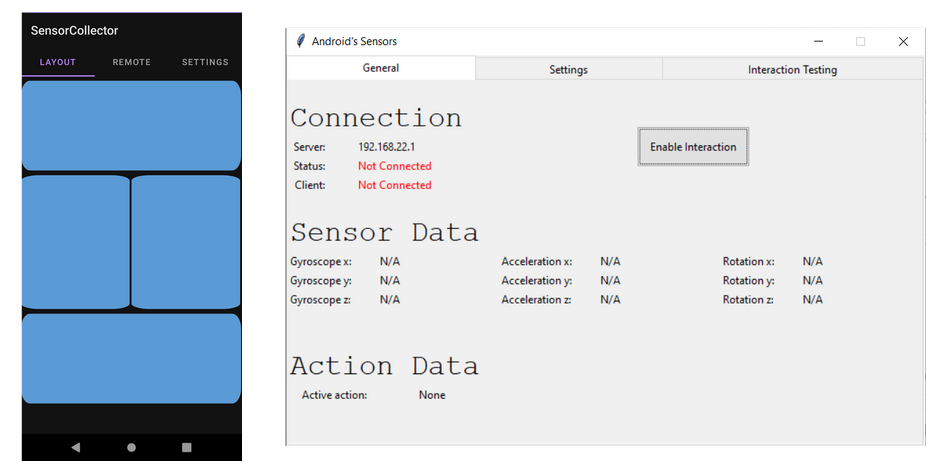 SensorCollector
LAYOUT REMOTE SETTINGS
Android's Sensors
General Settings Interaction Testing
Connection
Server: 192.168.22.1
Status: Not Connected
Client: Not Connected
Enable Interaction
Sensor Data
Gyroscope x: N/A Acceleration x: N/A Rotation x: N/A
Gyroscope y: N/A Acceleration y: N/A Rotation y: N/A
Gyroscope z: N/A Acceleration z: N/A Rotation z: N/A
Action Data
Active action: None